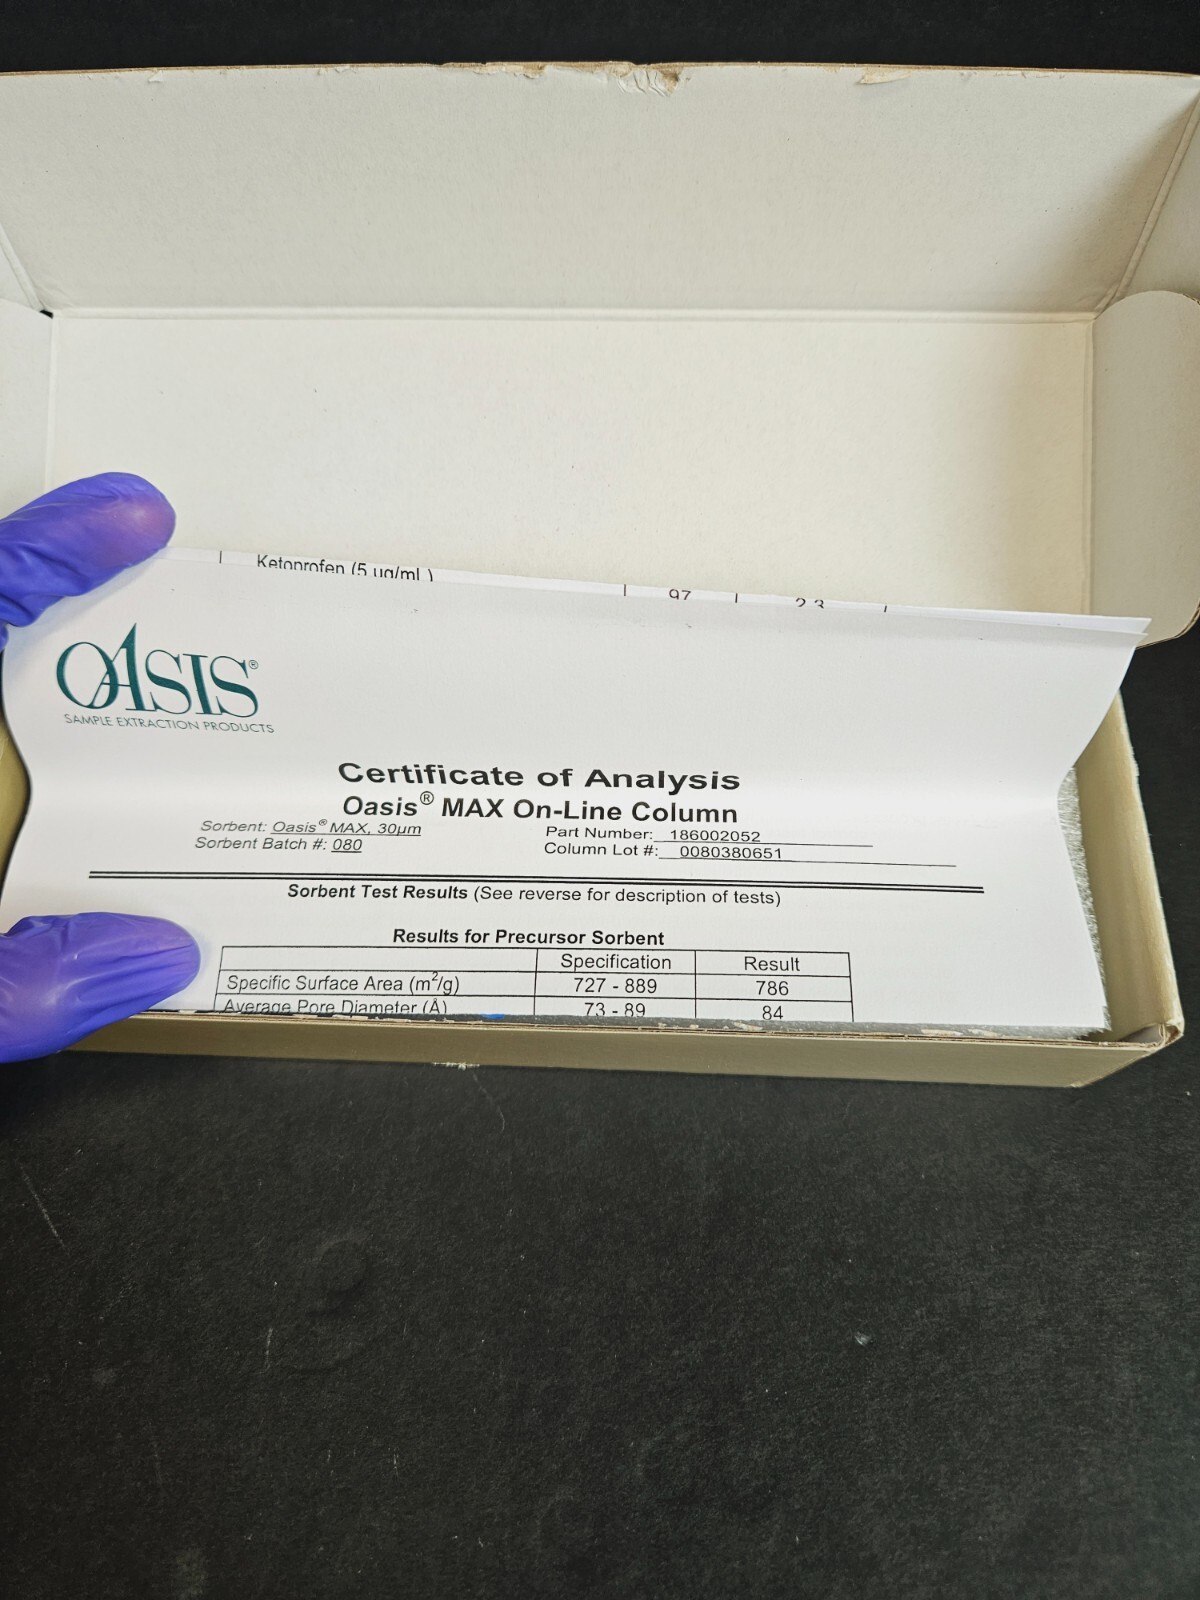 Ketoprofen (5 ug/mL)
97 2.3
OASIS®
SAMPLE EXTRACTION PRODUCTS
Certificate of Analysis
Oasis® MAX On-Line Column
Sorbent: Oasis® MAX, 30µm Part Number: 186002052
Sorbent Batch #: 080 Column Lot #: 0080380651
Sorbent Test Results (See reverse for description of tests)
Results for Precursor Sorbent
Specification Result
Specific Surface Area (m²/g) 727 - 889 786
Average Pore Diameter (Å) 73 - 89 84